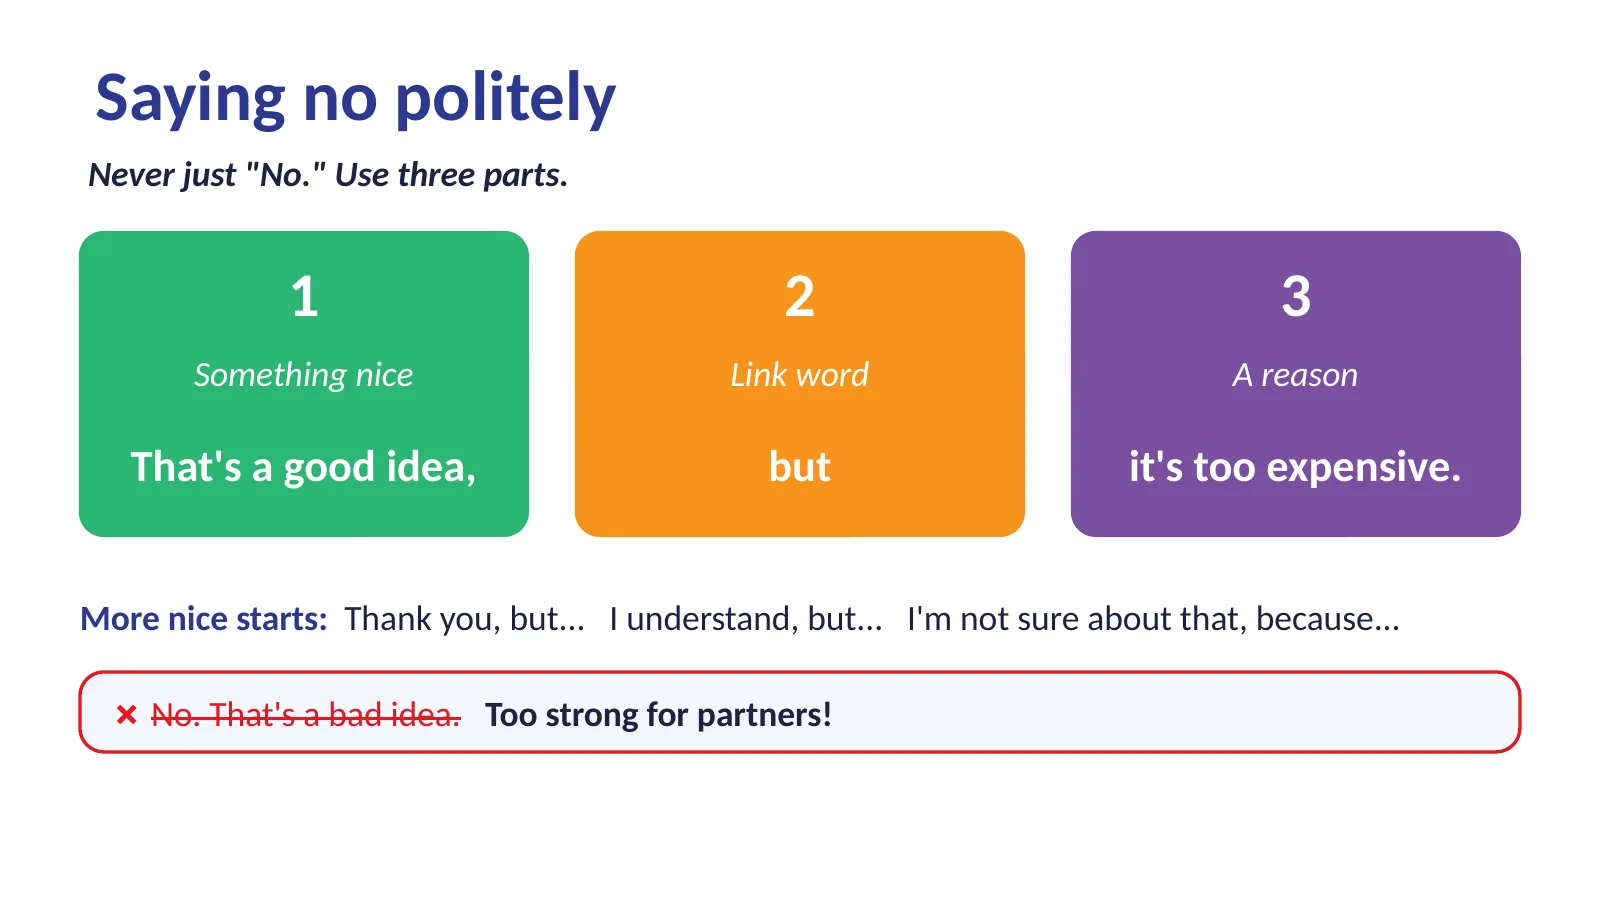 Saying no politely
Never just "No." Use three parts.
1
Something nice
That's a good idea,
2
Link word
but
3
A reason
it's too expensive.
More nice starts: Thank you, but... I understand, but... I'm not sure about that, because...
✖ No. That's a bad idea. Too strong for partners!